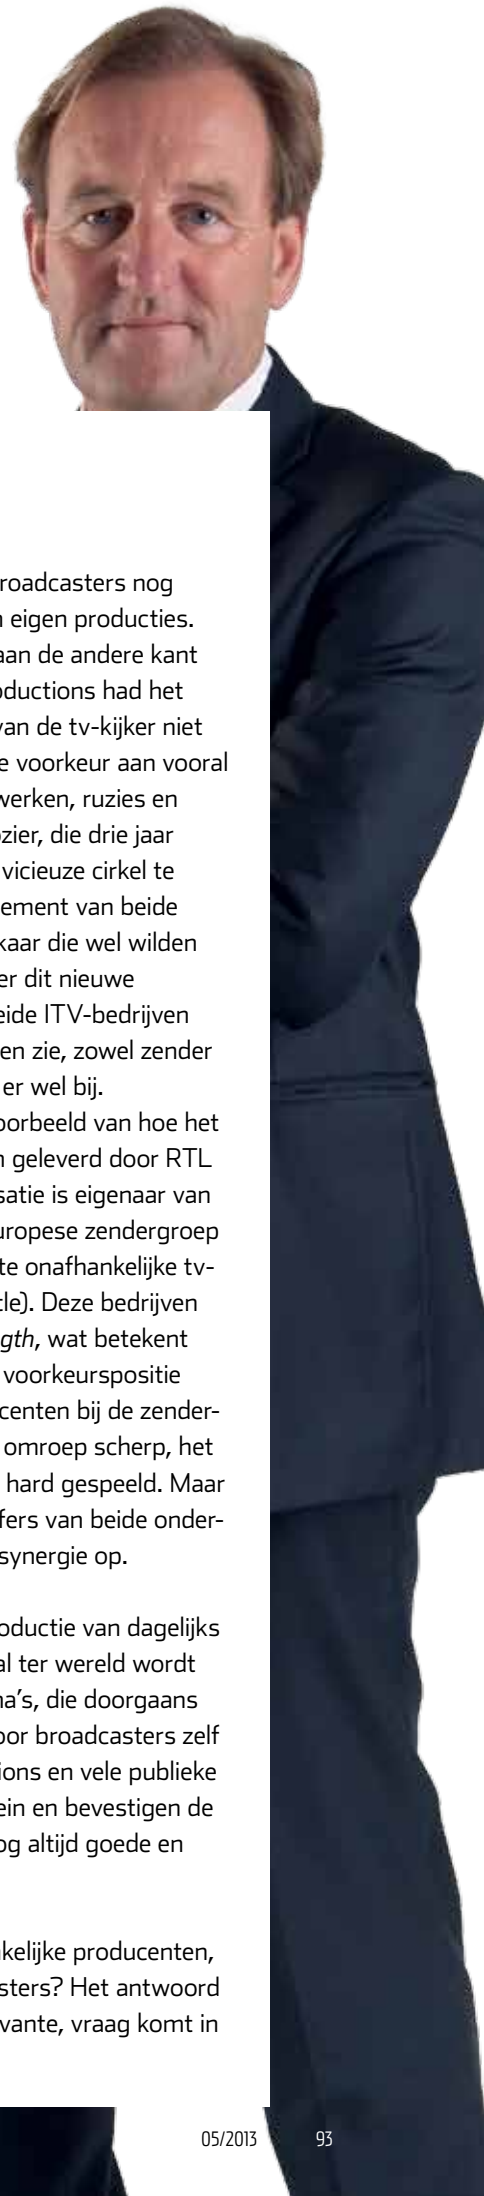 roadcasters nog
n eigen producties.
aan de andere kant
oductions had het
van de tv-kijker niet
e voorkeur aan vooral
werken, ruzies en
ozier, die drie jaar
vicieuze cirkel te
ement van beide
kaar die wel wilden
er dit nieuwe
eide ITV-bedrijven
en zie, zowel zender
er wel bij.
oorbeeld van hoe het
n geleverd door RTL
satie is eigenaar van
uropese zendergroep
te onafhankelijke tv-
tle). Deze bedrijven
gth, wat betekent
voorkeurspositie
centen bij de zender-
omroep scherp, het
hard gespeeld. Maar
fers van beide onder-
synergie op.
oductie van dagelijks
al ter wereld wordt
na’s, die doorgaans
oor broadcasters zelf
ions en vele publieke
ein en bevestigen de
og altijd goede en
kelijke producenten,
sters? Het antwoord
vante, vraag komt in
05/2013 93